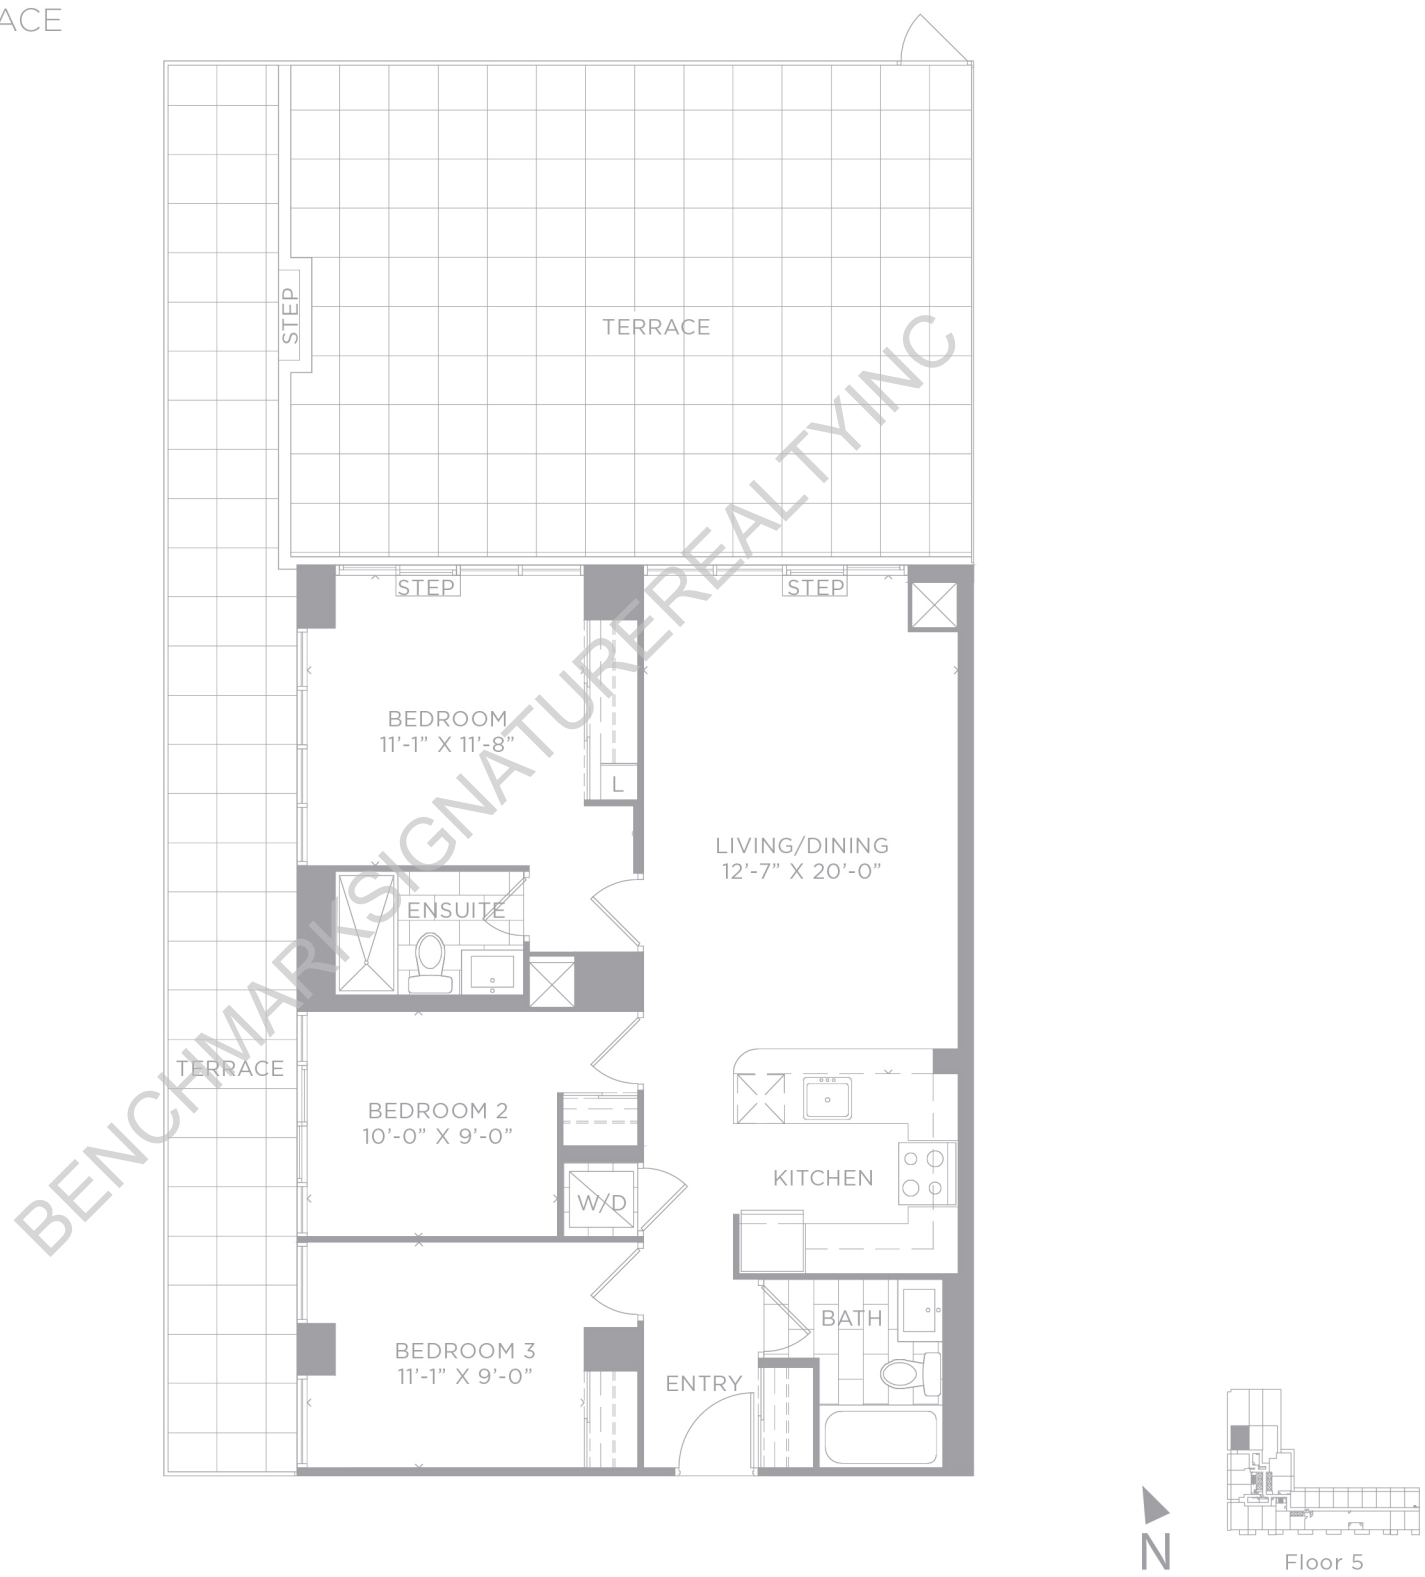 ACE
STEP
TERRACE
STEP
STEP
BEDROOM
11'-1" X 11'-8"
L
LIVING/DINING
12'-7" X 20'-0"
ENSUITE
TERRACE
BEDROOM 2
10'-0" X 9'-0"
KITCHEN
W/D
BATH
BEDROOM 3
11'-1" X 9'-0"
ENTRY
N
Floor 5
BENCHMARKSIGNATUREREALTYINC